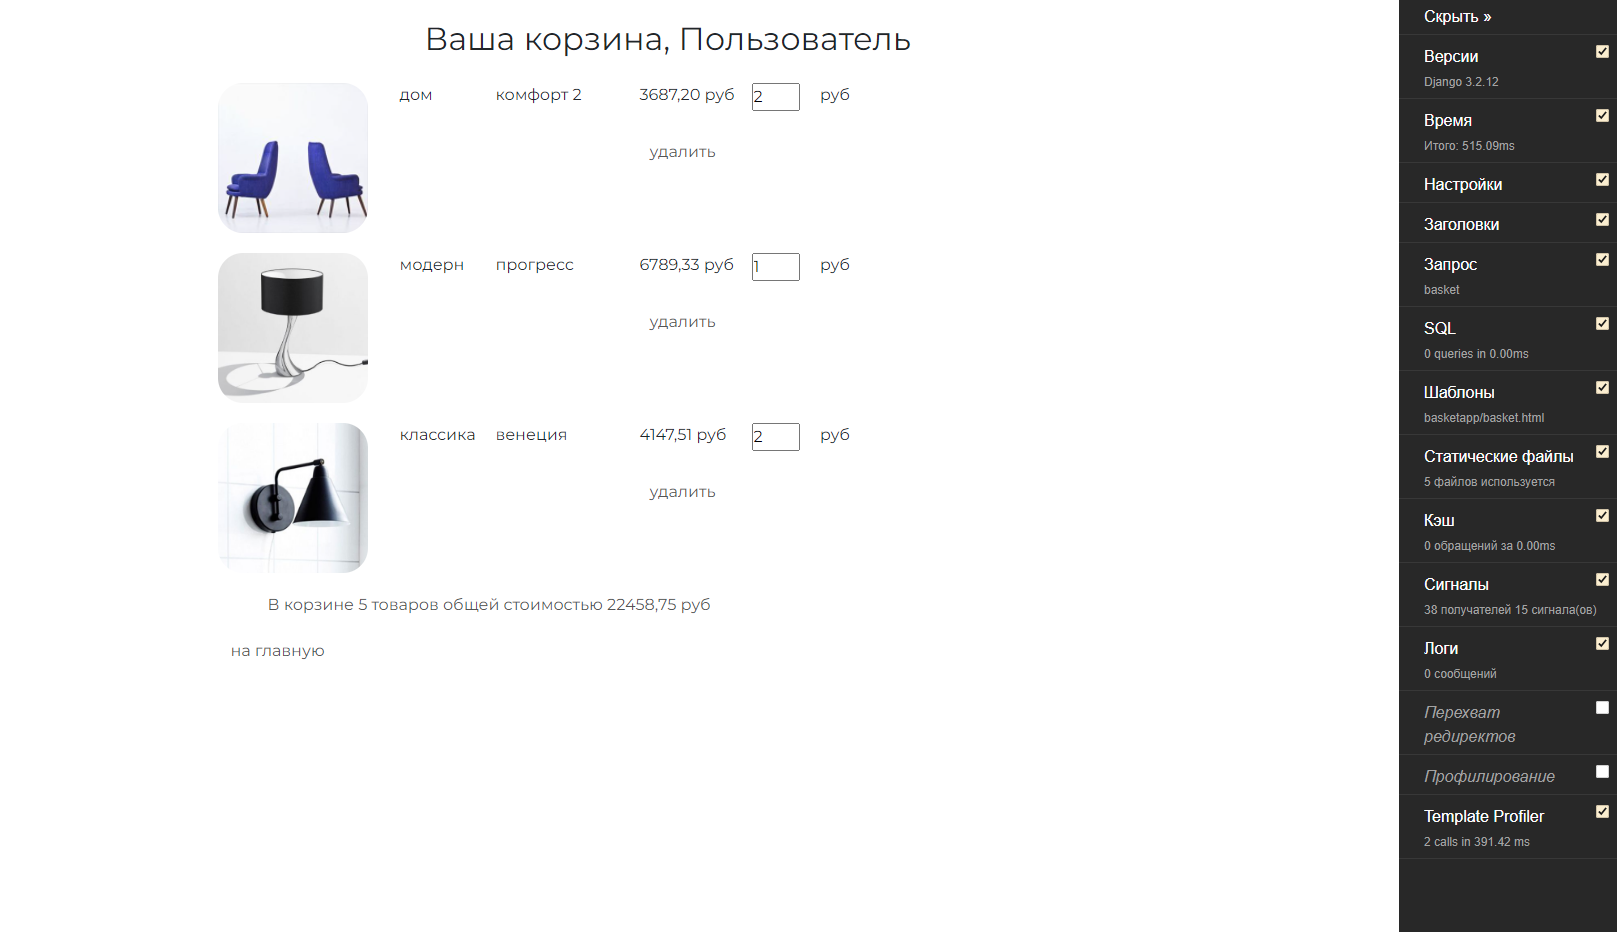 Ваша корзина, Пользователь
дом комфорт 2 3687,20 руб 2 руб
удалить
модерн прогресс 6789,33 руб 1 руб
удалить
классика венеция 4147,51 руб 2 руб
удалить
В корзине 5 товаров общей стоимостью 22458,75 руб
на главную
Скрыть »
Версии
Django 3.2.12
Время
Итого: 515.09ms
Настройки
Заголовки
Запрос
basket
SQL
0 queries in 0.00ms
Шаблоны
basketapp/basket.html
Статические файлы
5 файлов используется
Кэш
0 обращений за 0.00ms
Сигналы
38 получателей 15 сигнала(ов)
Логи
0 сообщений
Перехват
редиректов
Профилирование
Template Profiler
2 calls in 391.42 ms